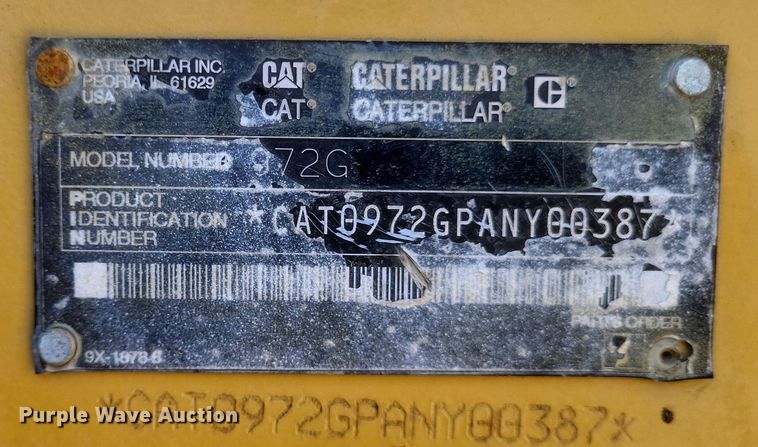 CATERPILLAR INC.
PEORIA, IL 61629
USA
CAT® CATERPILLAR® C®
CAT® CATERPILLAR®
MODEL NUMBER 972G
PRODUCT
IDENTIFICATION
NUMBER
*CAT0972GPANY00387*
PARTS ORDER
9X-1878
*CAT0972GPANY00387*
Purple Wave Auction